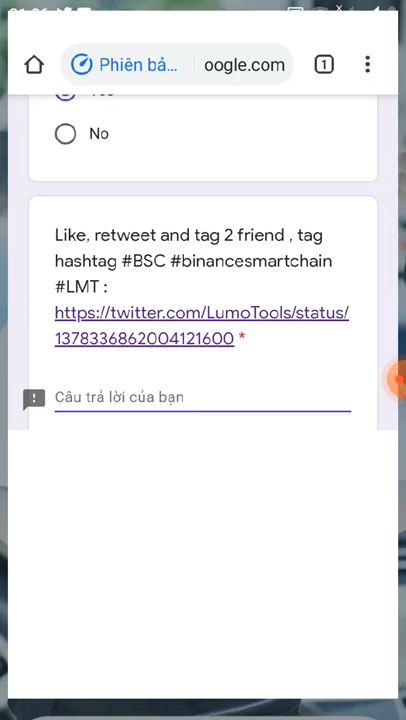 Phiên bả... oogle.com 1
No
Like, retweet and tag 2 friend , tag
hashtag #BSC #binancesmartchain
#LMT :
https://twitter.com/LumoTools/status/
1378336862004121600 *
Câu trả lời của bạn